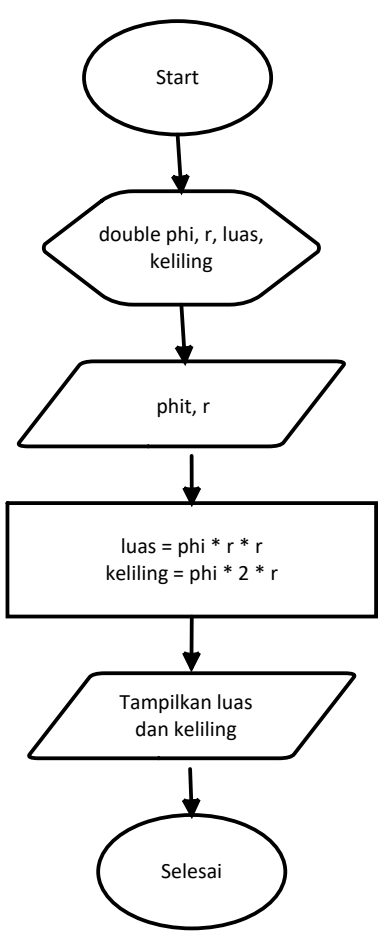 Start
double phi, r, luas,
keliling
phit, r
luas = phi * r * r
keliling = phi * 2 * r
Tampilkan luas
dan keliling
Selesai